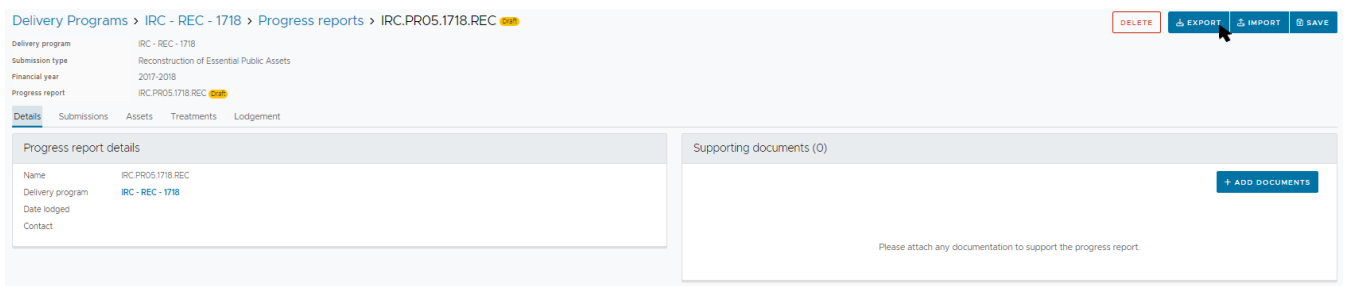 Delivery Programs > IRC - REC - 1718 > Progress reports > IRC.PR05.1718.REC Draft
DELETE EXPORT IMPORT SAVE
Delivery program IRC - REC - 1718
Submission type Reconstruction of Essential Public Assets
Financial year 2017-2018
Progress report IRC.PR05.1718.REC Draft
Details Submissions Assets Treatments Lodgement
Progress report details
Name IRC.PR05.1718.REC
Delivery program IRC - REC - 1718
Date lodged
Contact
Supporting documents (0)
+ ADD DOCUMENTS
Please attach any documentation to support the progress report.